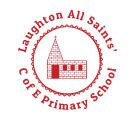 Laughton All Saints'
C of E Primary School